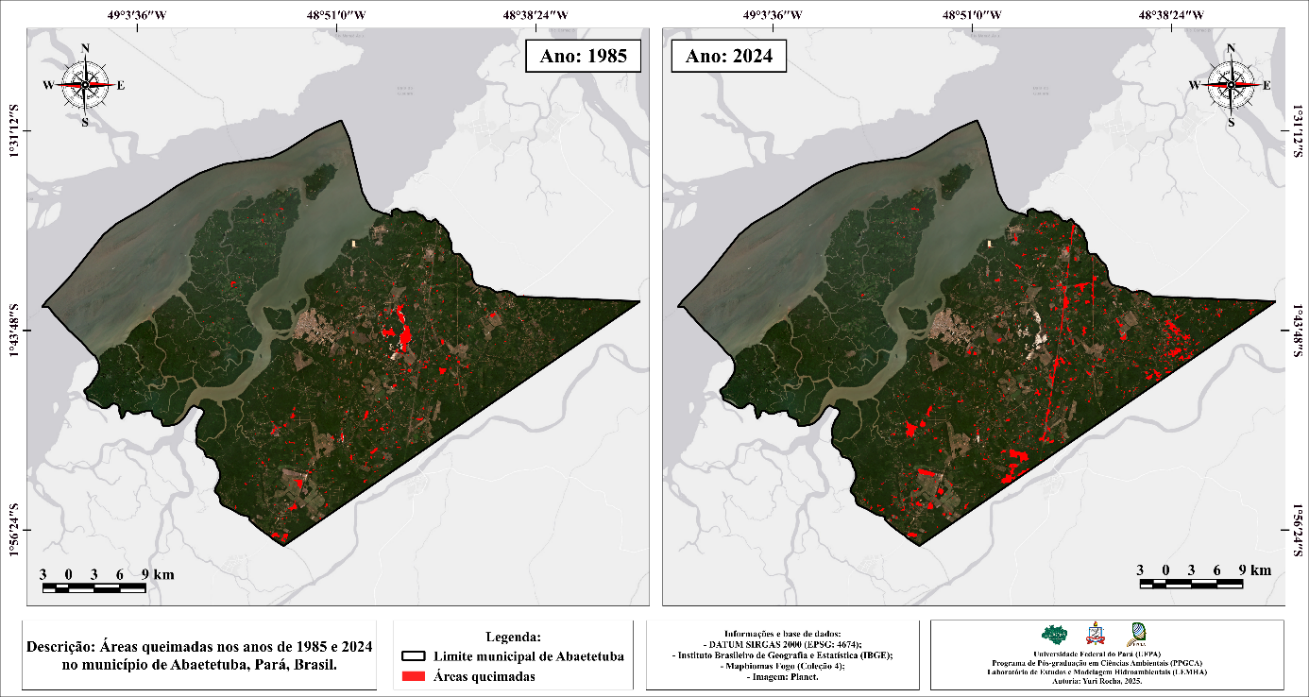 49°3'36"W 48°51'0"W 48°38'24"W
49°3'36"W 48°51'0"W 48°38'24"W
Ano: 1985
Ano: 2024
N
W E
S
N
W E
S
1°31'12"S
1°43'48"S
1°56'24"S
1°31'12"S
1°43'48"S
1°56'24"S
3 0 3 6 9 km
3 0 3 6 9 km
Descrição: Áreas queimadas nos anos de 1985 e 2024
no município de Abaetetuba, Pará, Brasil.
Legenda:
Limite municipal de Abaetetuba
Áreas queimadas
Informações e base de dados:
- DATUM SIRGAS 2000 (EPSG: 4674);
- Instituto Brasileiro de Geografia e Estatística (IBGE);
- Mapbiomas Fogo (Coleção 4);
- Imagem: Planet.
Universidade Federal do Pará (UFPA)
Programa de Pós-graduação em Ciências Ambientais (PPGCA)
Laboratório de Estudos e Modelagem Hidroambientais (LEMHA)
Autoria: Yuri Rocha, 2025.